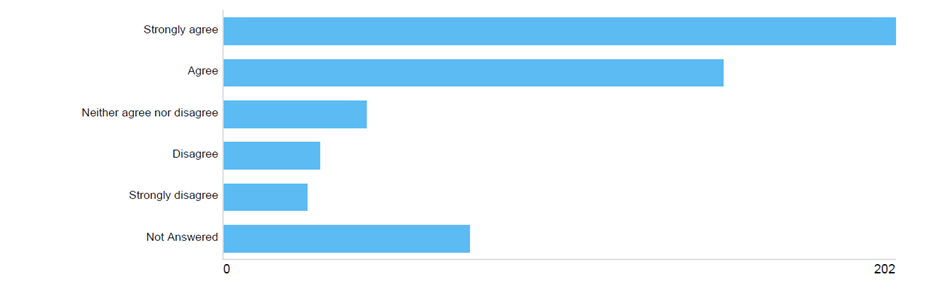 Strongly agree
Agree
Neither agree nor disagree
Disagree
Strongly disagree
Not Answered
0 202